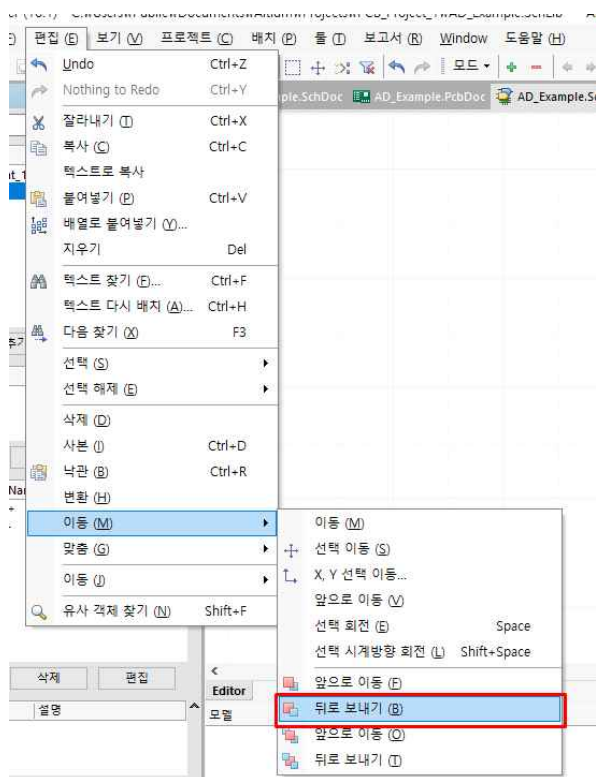 편집 (E) 보기 (V) 프로젝트 (C) 배치 (P) 툴 (T) 보고서 (R) Window 도움말 (H)
Undo Ctrl+Z
모드
Nothing to Redo Ctrl+Y
AD_Example.PcbDoc
잘라내기 (T) Ctrl+X
복사 (C) Ctrl+C
텍스트로 복사
붙여넣기 (P) Ctrl+V
배열로 붙여넣기 (Y)...
지우기 Del
텍스트 찾기 (F)... Ctrl+F
텍스트 다시 배치 (A)... Ctrl+H
다음 찾기 (X) F3
선택 (S)
선택 해제 (E)
삭제 (D)
사본 (I) Ctrl+D
낙관 (B) Ctrl+R
변환 (H)
이동 (M)
맞춤 (G)
이동 (J)
유사 객체 찾기 (N) Shift+F
이동 (M)
선택 이동 (S)
X, Y 선택 이동...
앞으로 이동 (V)
선택 회전 (E) Space
선택 시계방향 회전 (L) Shift+Space
앞으로 이동 (F)
뒤로 보내기 (B)
앞으로 이동 (O)
뒤로 보내기 (T)
삭제 편집
Editor
설명
모델